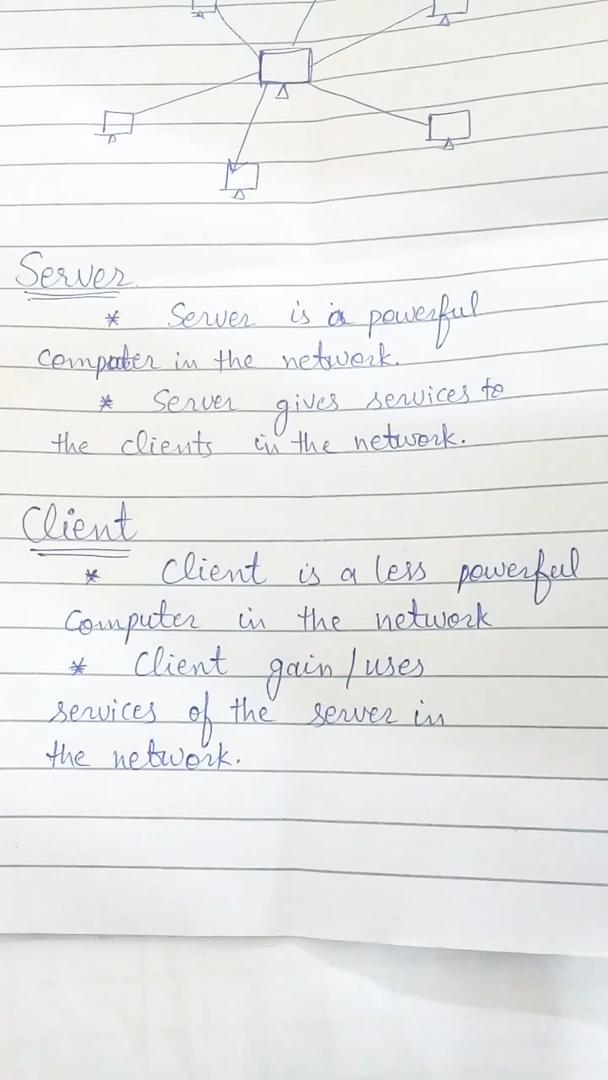 Server
* Server is a powerful
computer in the network.
* Server gives services to
the clients in the network.
Client
* Client is a less powerful
Computer in the network
* Client gain/uses
services of the server in
the network.